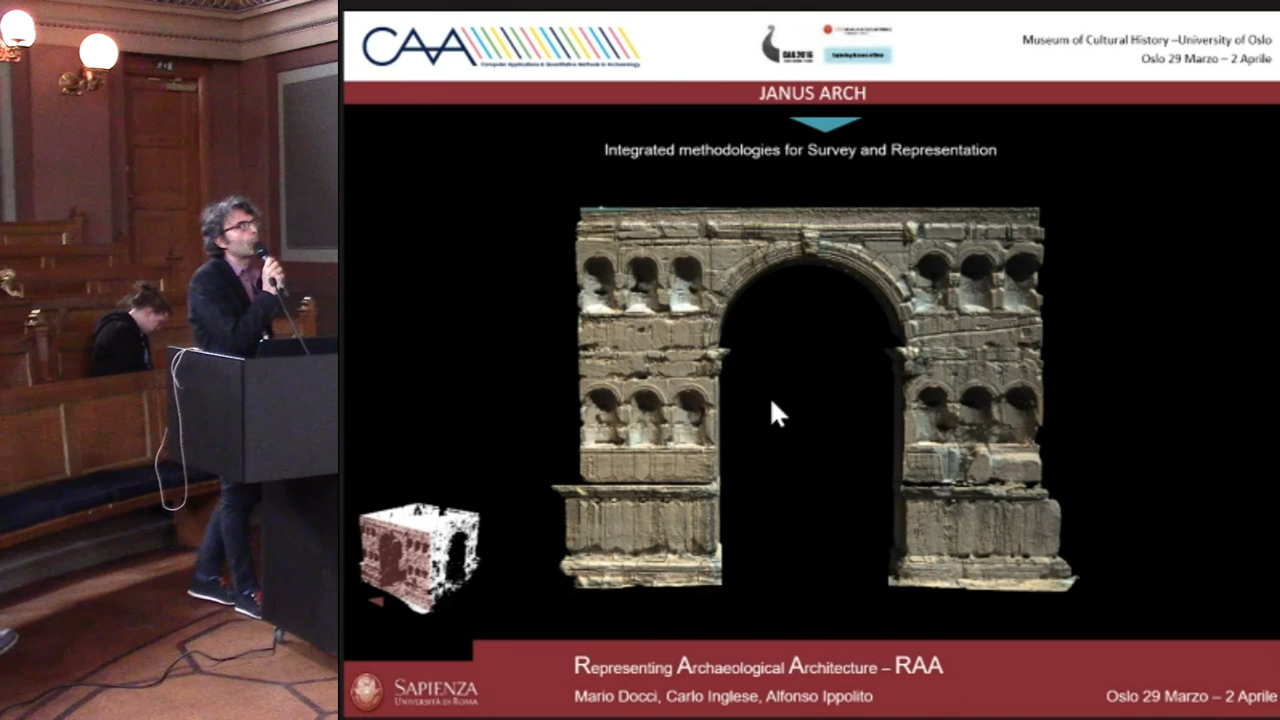 CAA
Computer Applications & Quantitative Methods in Archaeology
CAA 2016
Museum of Cultural History –University of Oslo
Oslo 29 Marzo – 2 Aprile
JANUS ARCH
Integrated methodologies for Survey and Representation
Representing Archaeological Architecture – RAA
SAPIENZA
UNIVERSITÀ DI ROMA
Mario Docci, Carlo Inglese, Alfonso Ippolito
Oslo 29 Marzo – 2 Aprile